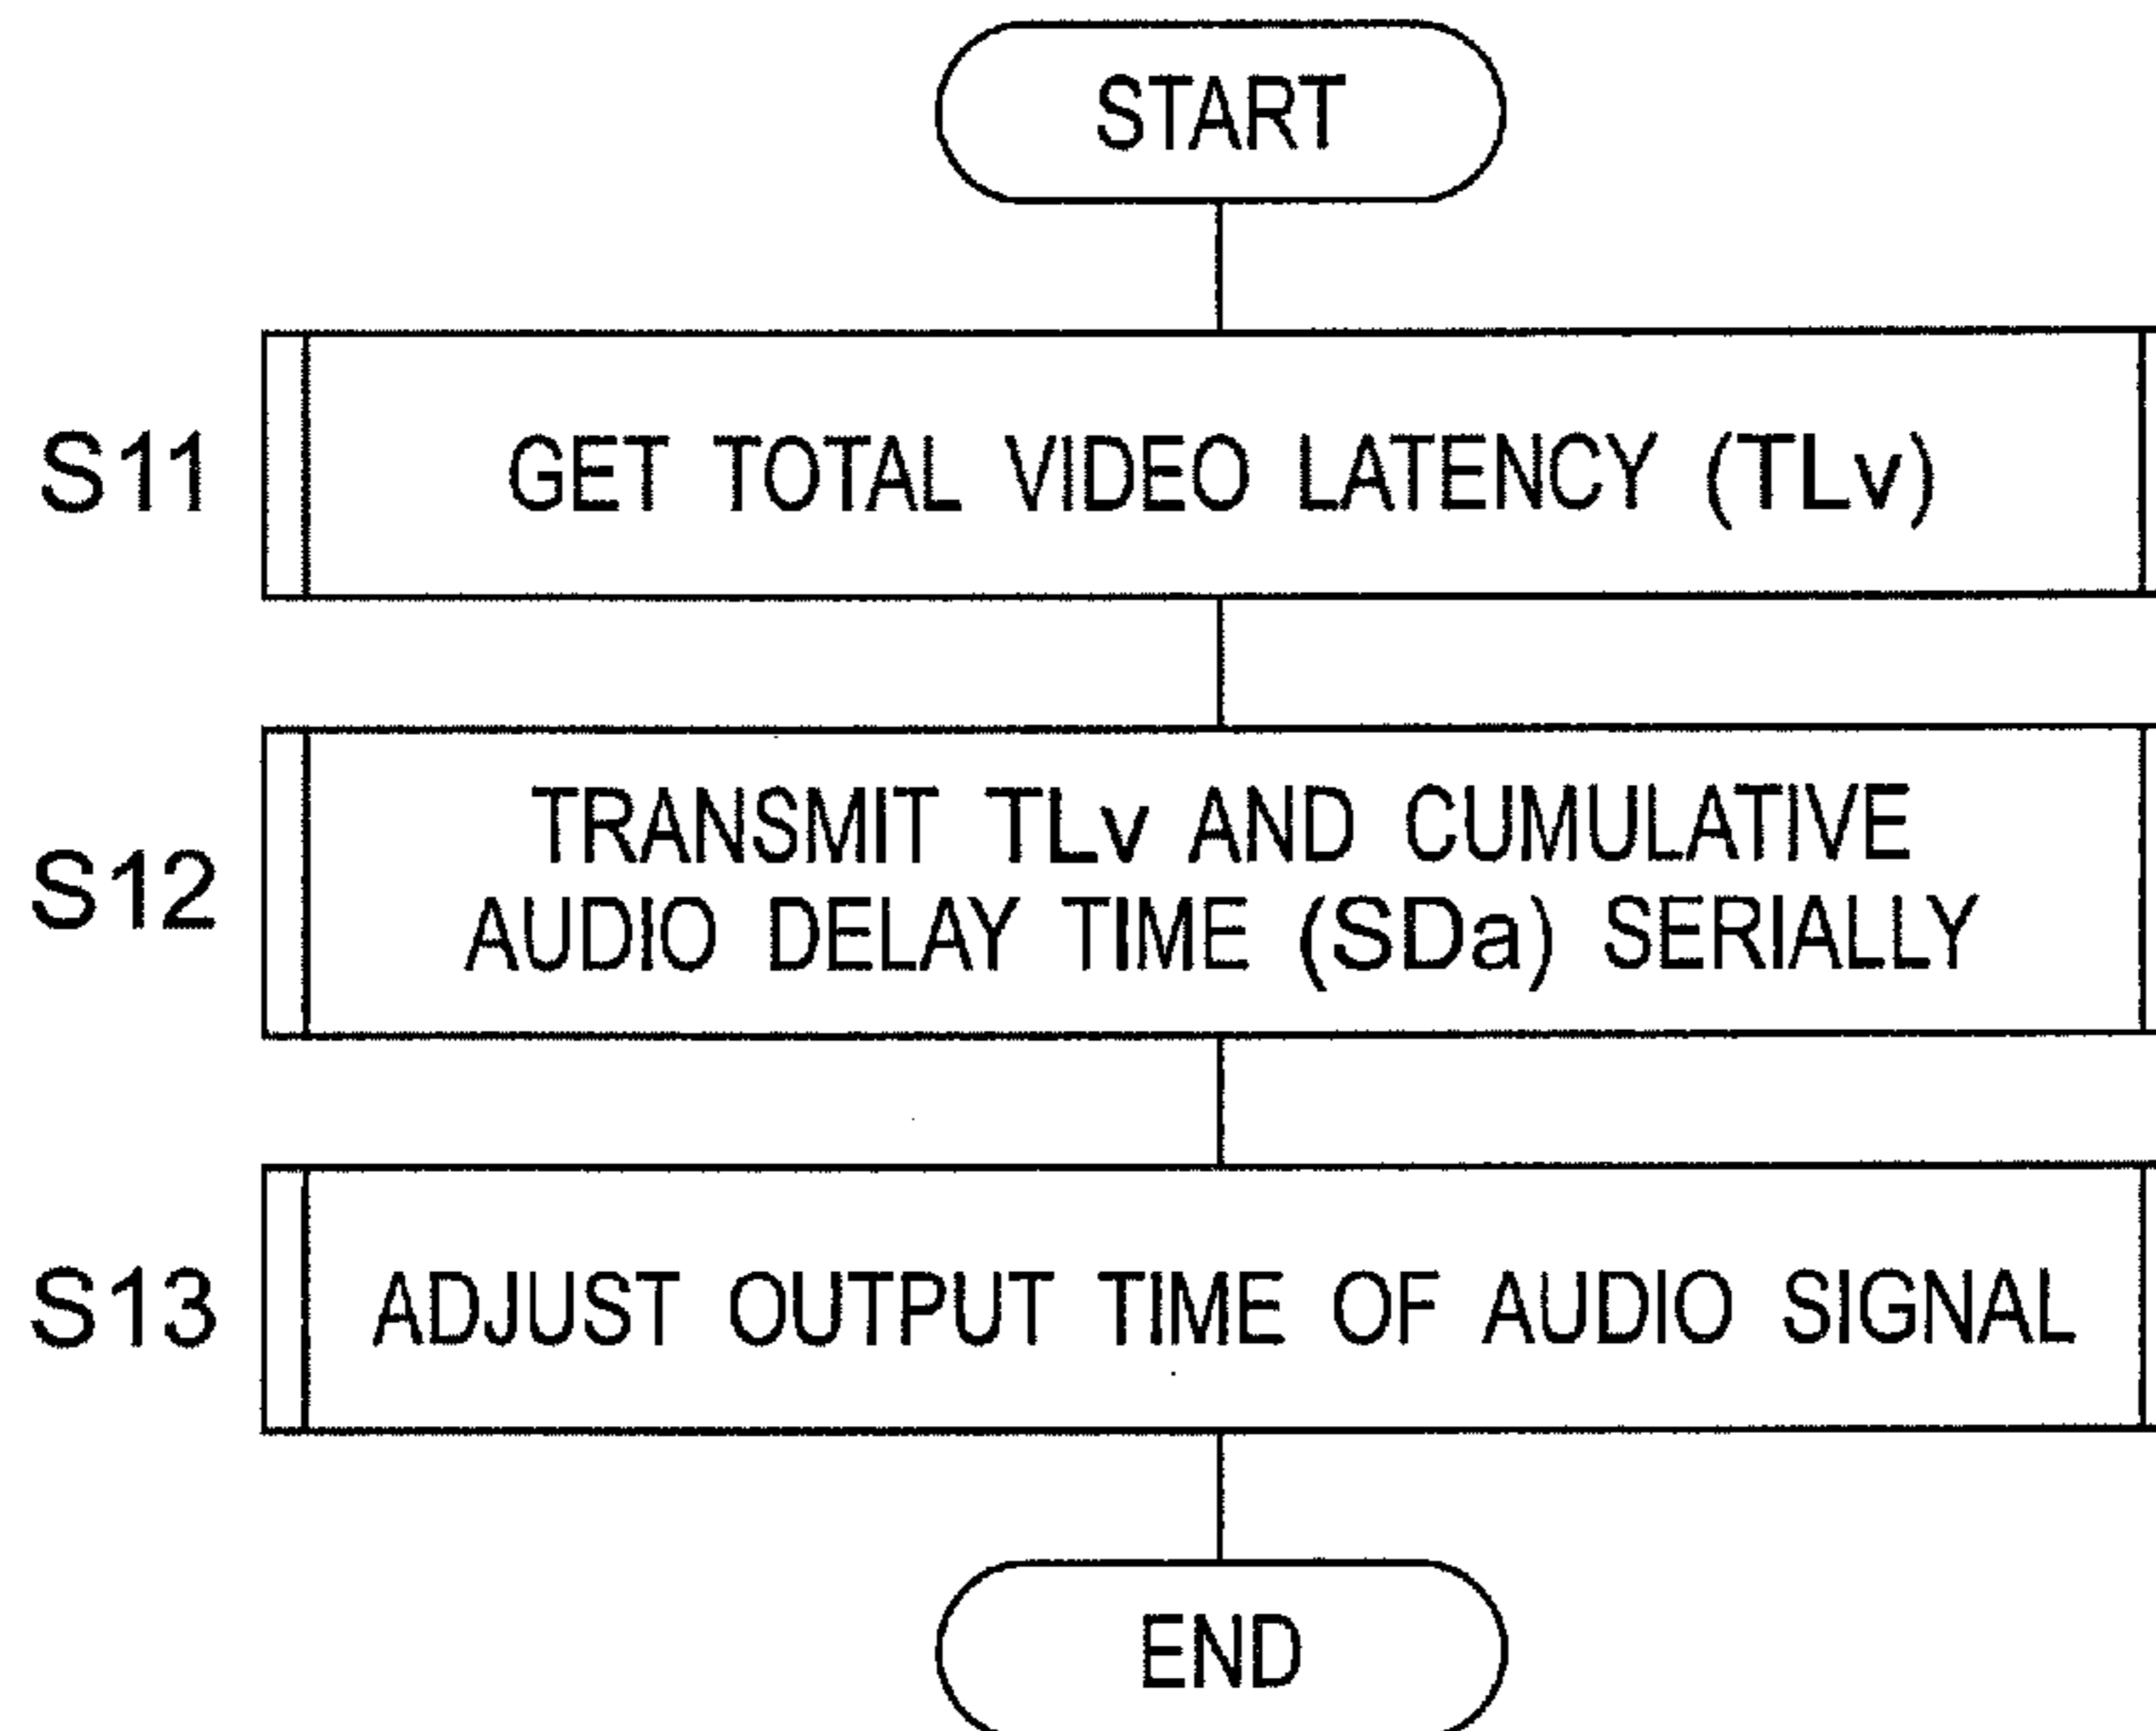 START
S11
GET TOTAL VIDEO LATENCY (TLv)
S12
TRANSMIT TLv AND CUMULATIVE
AUDIO DELAY TIME (SDa) SERIALLY
S13
ADJUST OUTPUT TIME OF AUDIO SIGNAL
END